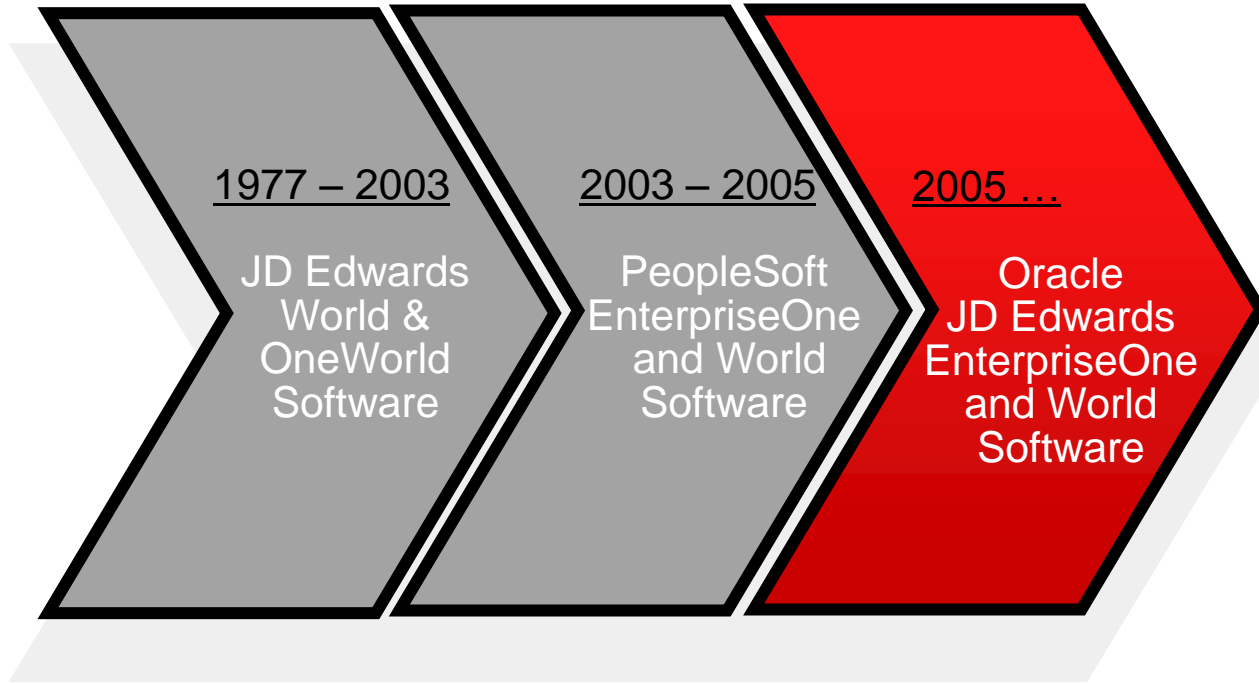 1977 – 2003
JD Edwards
World &
OneWorld
Software
2003 – 2005
PeopleSoft
EnterpriseOne
and World
Software
2005 …
Oracle
JD Edwards
EnterpriseOne
and World
Software